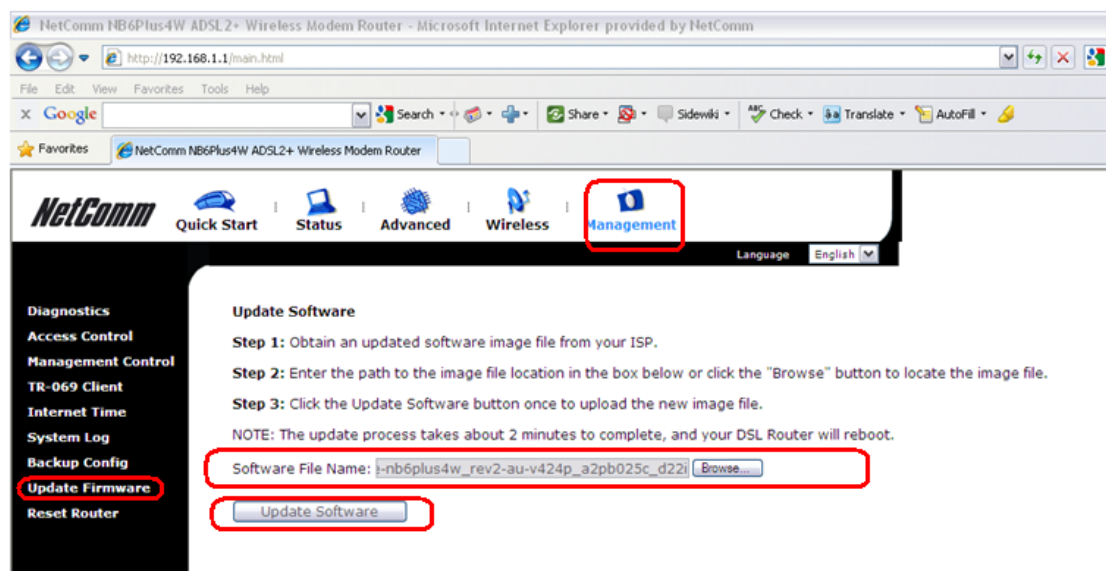 NetComm NB6Plus4W ADSL2+ Wireless Modem Router - Microsoft Internet Explorer provided by NetComm
http://192.168.1.1/main.html
File Edit View Favorites Tools Help
x Google Search Share Sidewiki Check Translate AutoFill
Favorites NetComm NB6Plus4W ADSL2+ Wireless Modem Router
NetComm Quick Start Status Advanced Wireless Management
Language English
Diagnostics
Access Control
Management Control
TR-069 Client
Internet Time
System Log
Backup Config
Update Firmware
Reset Router
Update Software
Step 1: Obtain an updated software image file from your ISP.
Step 2: Enter the path to the image file location in the box below or click the "Browse" button to locate the image file.
Step 3: Click the Update Software button once to upload the new image file.
NOTE: The update process takes about 2 minutes to complete, and your DSL Router will reboot.
Software File Name: -nb6plus4w_rev2-au-v424p_a2pb025c_d22i Browse...
Update Software